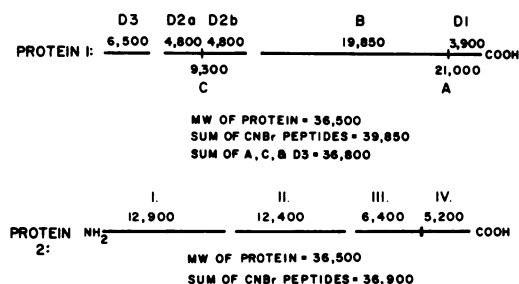 D3 D2a D2b B D1
6,500 4,800 4,800 19,850 3,900
PROTEIN 1: COOH
9,300 21,000
C A
MW OF PROTEIN = 36,500
SUM OF CNBr PEPTIDES = 39,850
SUM OF A, C, & D3 = 36,800
I. II. III. IV.
12,900 12,400 6,400 5,200
PROTEIN 2: NH2 COOH
MW OF PROTEIN = 36,500
SUM OF CNBr PEPTIDES = 36,900